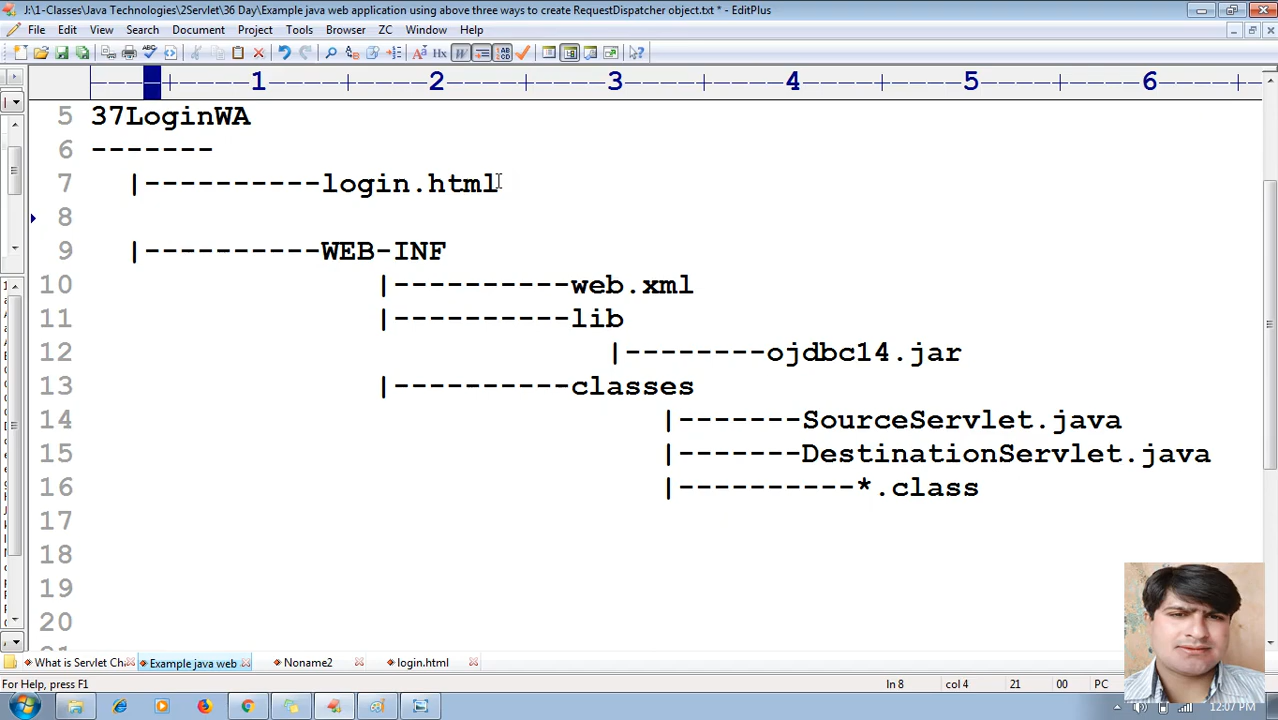 J:\1-Classes\Java Technologies\2Servlet\36 Day\Example java web application using above three ways to create RequestDispatcher object.txt * - EditPlus
File Edit View Search Document Project Tools Browser ZC Window Help
----+----1----+----2----+----3----+----4----+----5----+----6----+-
5 37LoginWA
6 -------
7 |----------login.html
8
9 |----------WEB-INF
10 |----------web.xml
11 |----------lib
12 |--------ojdbc14.jar
13 |----------classes
14 |-------SourceServlet.java
15 |-------DestinationServlet.java
16 |----------*.class
17
18
19
20
What is Servlet Ch Example java web Noname2 login.html
For Help, press F1 ln 8 col 4 21 00 PC
12:07 PM